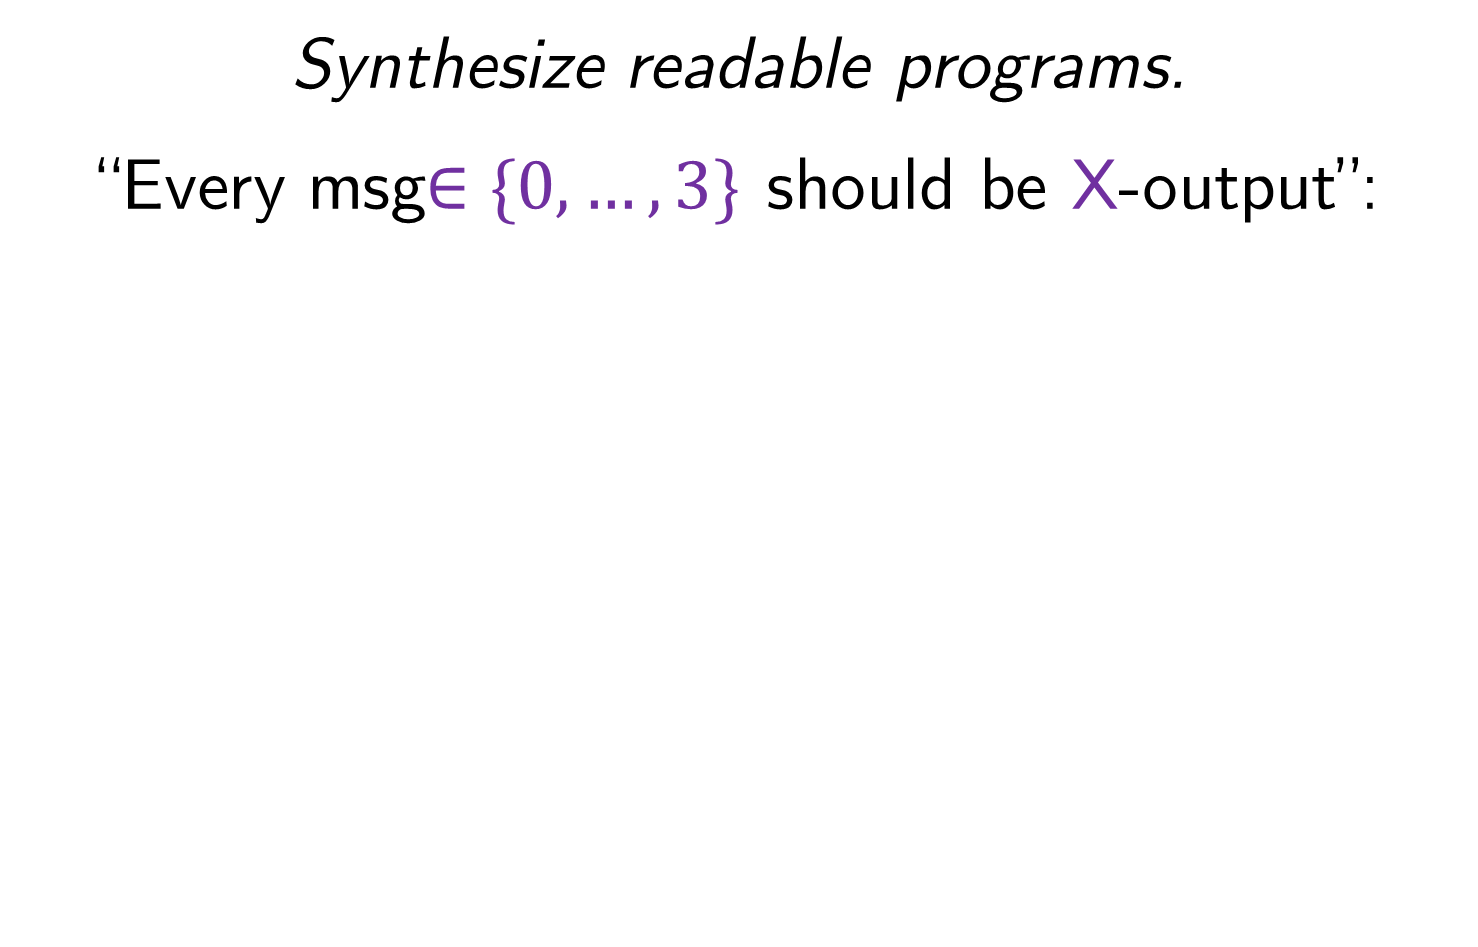 Synthesize readable programs.
“Every msg∈ {0, … , 3} should be X-output”: